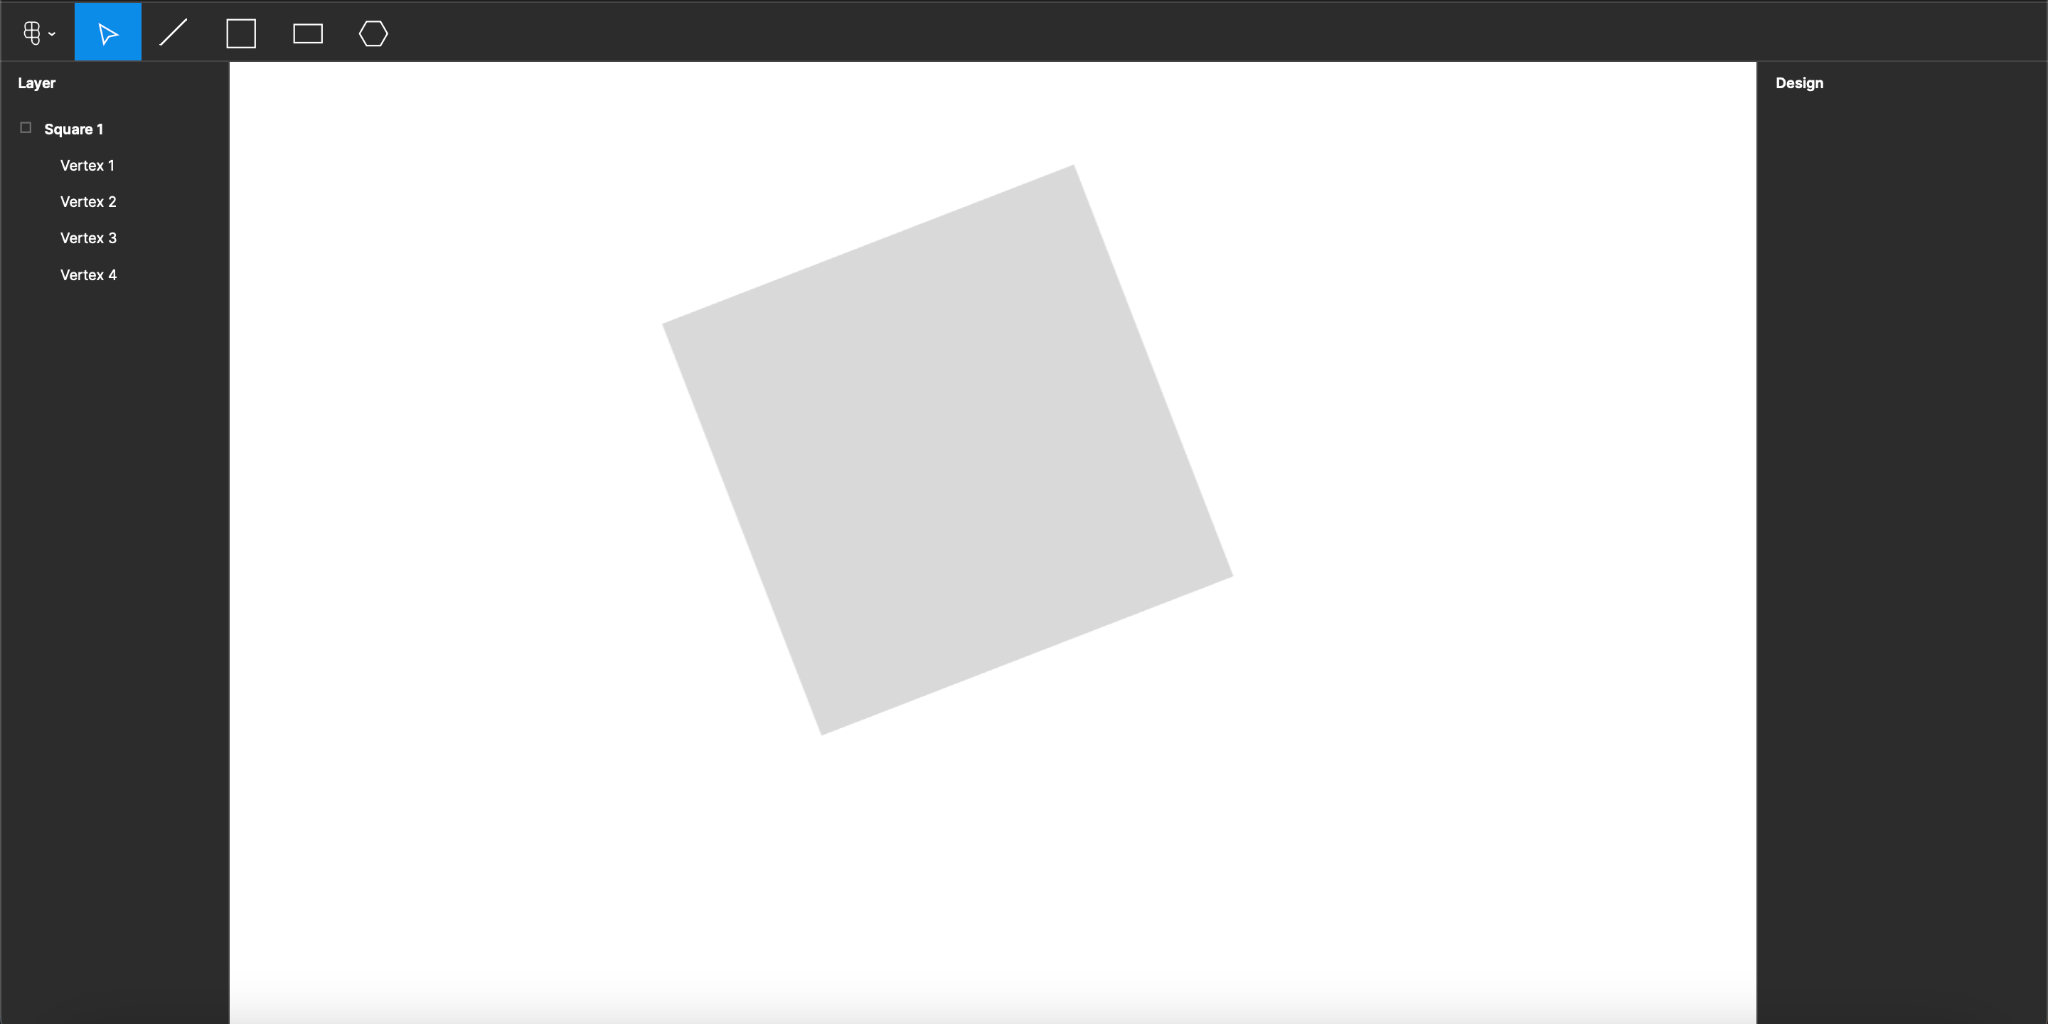 Layer
Square 1
Vertex 1
Vertex 2
Vertex 3
Vertex 4
Design